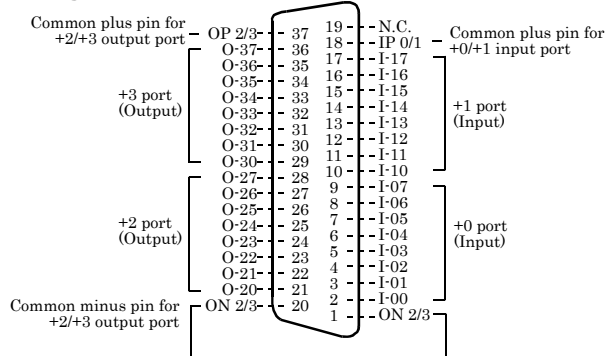 Common plus pin for
+2/+3 output port
OP 2/3 37 19 N.C.
O-37 36 18 IP 0/1
Common plus pin for
+0/+1 input port
O-36 35 17 I-17
O-35 34 16 I-16
O-34 33 15 I-15
O-33 32 14 I-14
O-32 31 13 I-13
O-31 30 12 I-12
O-30 29 11 I-11
O-27 28 10 I-10
+3 port
(Output)
+1 port
(Input)
O-26 27 9 I-07
O-25 26 8 I-06
O-24 25 7 I-05
O-23 24 6 I-04
O-22 23 5 I-03
O-21 22 4 I-02
O-20 21 3 I-01
ON 2/3 20 2 I-00
1 ON 2/3
+2 port
(Output)
+0 port
(Input)
Common minus pin for
+2/+3 output port